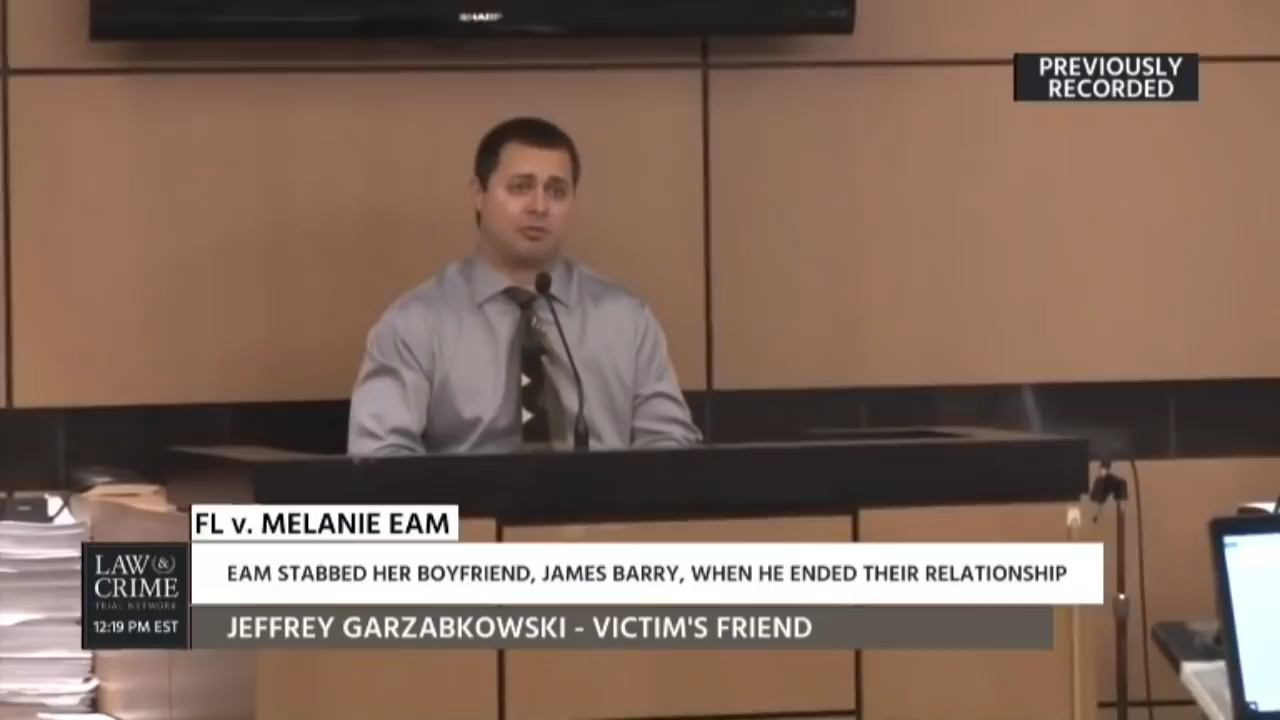 SHARP
PREVIOUSLY
RECORDED
FL v. MELANIE EAM
EAM STABBED HER BOYFRIEND, JAMES BARRY, WHEN HE ENDED THEIR RELATIONSHIP
LAW &
CRIME
TRIAL NETWORK
12:19 PM EST
JEFFREY GARZABKOWSKI - VICTIM'S FRIEND